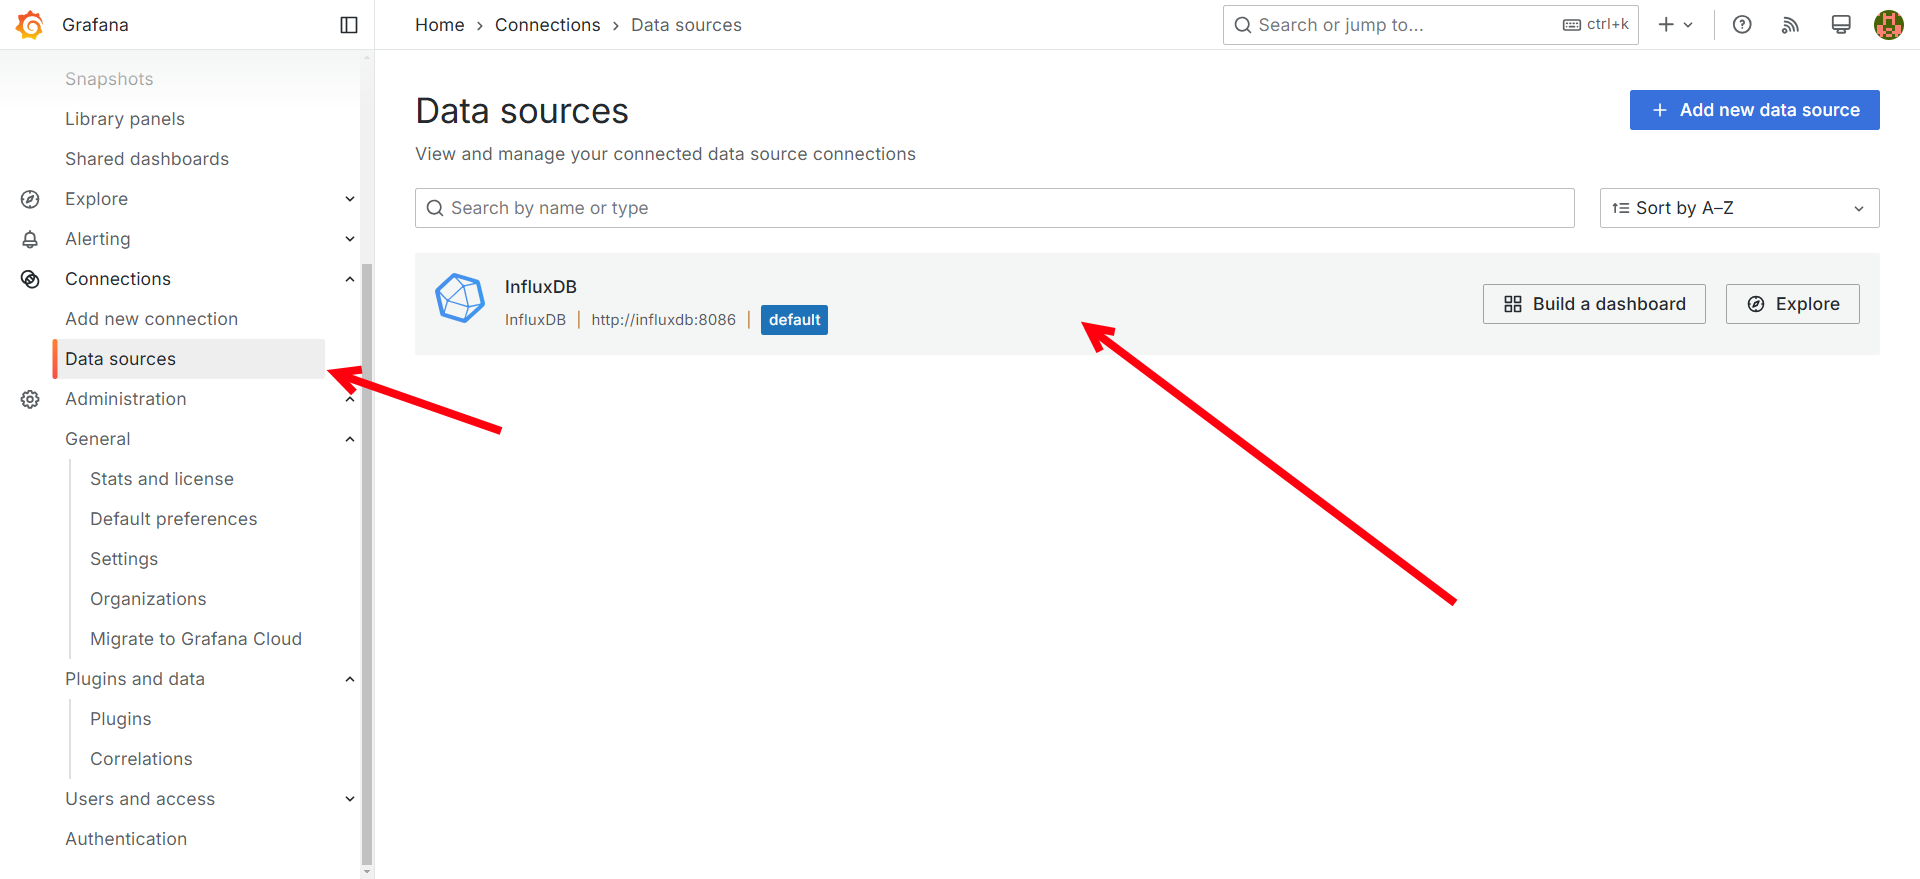 Grafana
Home › Connections › Data sources
Search or jump to... ctrl+k
Snapshots
Library panels
Shared dashboards
Explore
Alerting
Connections
Add new connection
Data sources
Administration
General
Stats and license
Default preferences
Settings
Organizations
Migrate to Grafana Cloud
Plugins and data
Plugins
Correlations
Users and access
Authentication
Data sources
Add new data source
View and manage your connected data source connections
Search by name or type
Sort by A–Z
InfluxDB
InfluxDB | http://influxdb:8086 | default
Build a dashboard
Explore